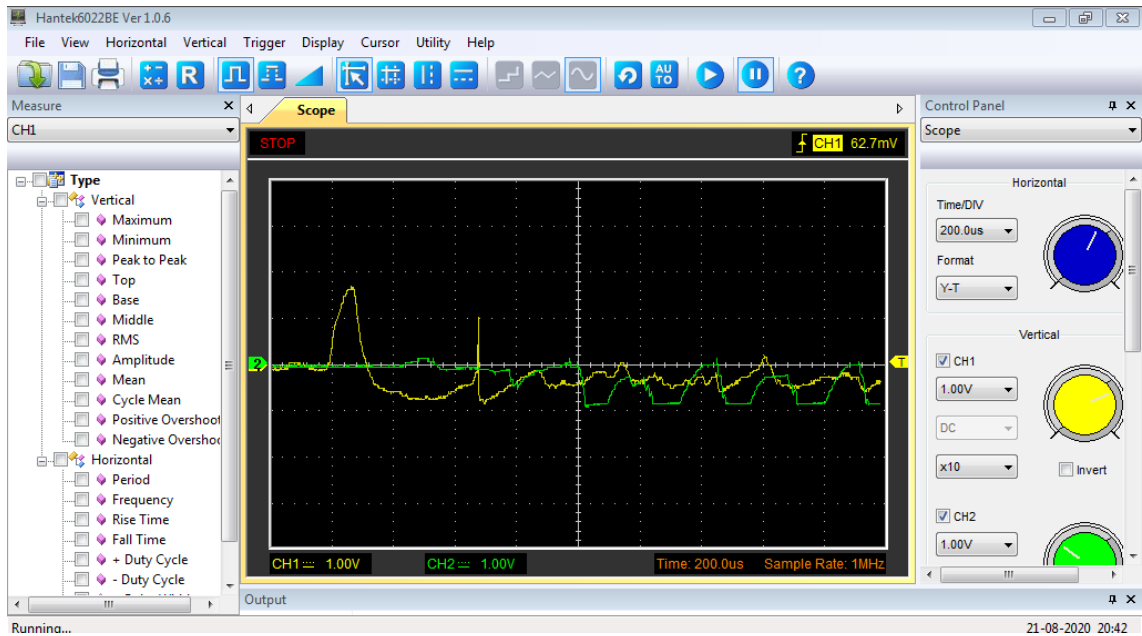 Hantek6022BE Ver 1.0.6
File View Horizontal Vertical Trigger Display Cursor Utility Help
R AU TO ?
Measure
CH1
Type
Vertical
Maximum
Minimum
Peak to Peak
Top
Base
Middle
RMS
Amplitude
Mean
Cycle Mean
Positive Overshoot
Negative Overshoo
Horizontal
Period
Frequency
Rise Time
Fall Time
+ Duty Cycle
- Duty Cycle
Scope
STOP CH1 62.7mV
2 T
CH1 1.00V CH2 1.00V Time: 200.0us Sample Rate: 1MHz
Output
Control Panel
Scope
Horizontal
Time/DIV
200.0us
Format
Y-T
Vertical
CH1
1.00V
DC
x10 Invert
CH2
1.00V
Running... 21-08-2020 20:42